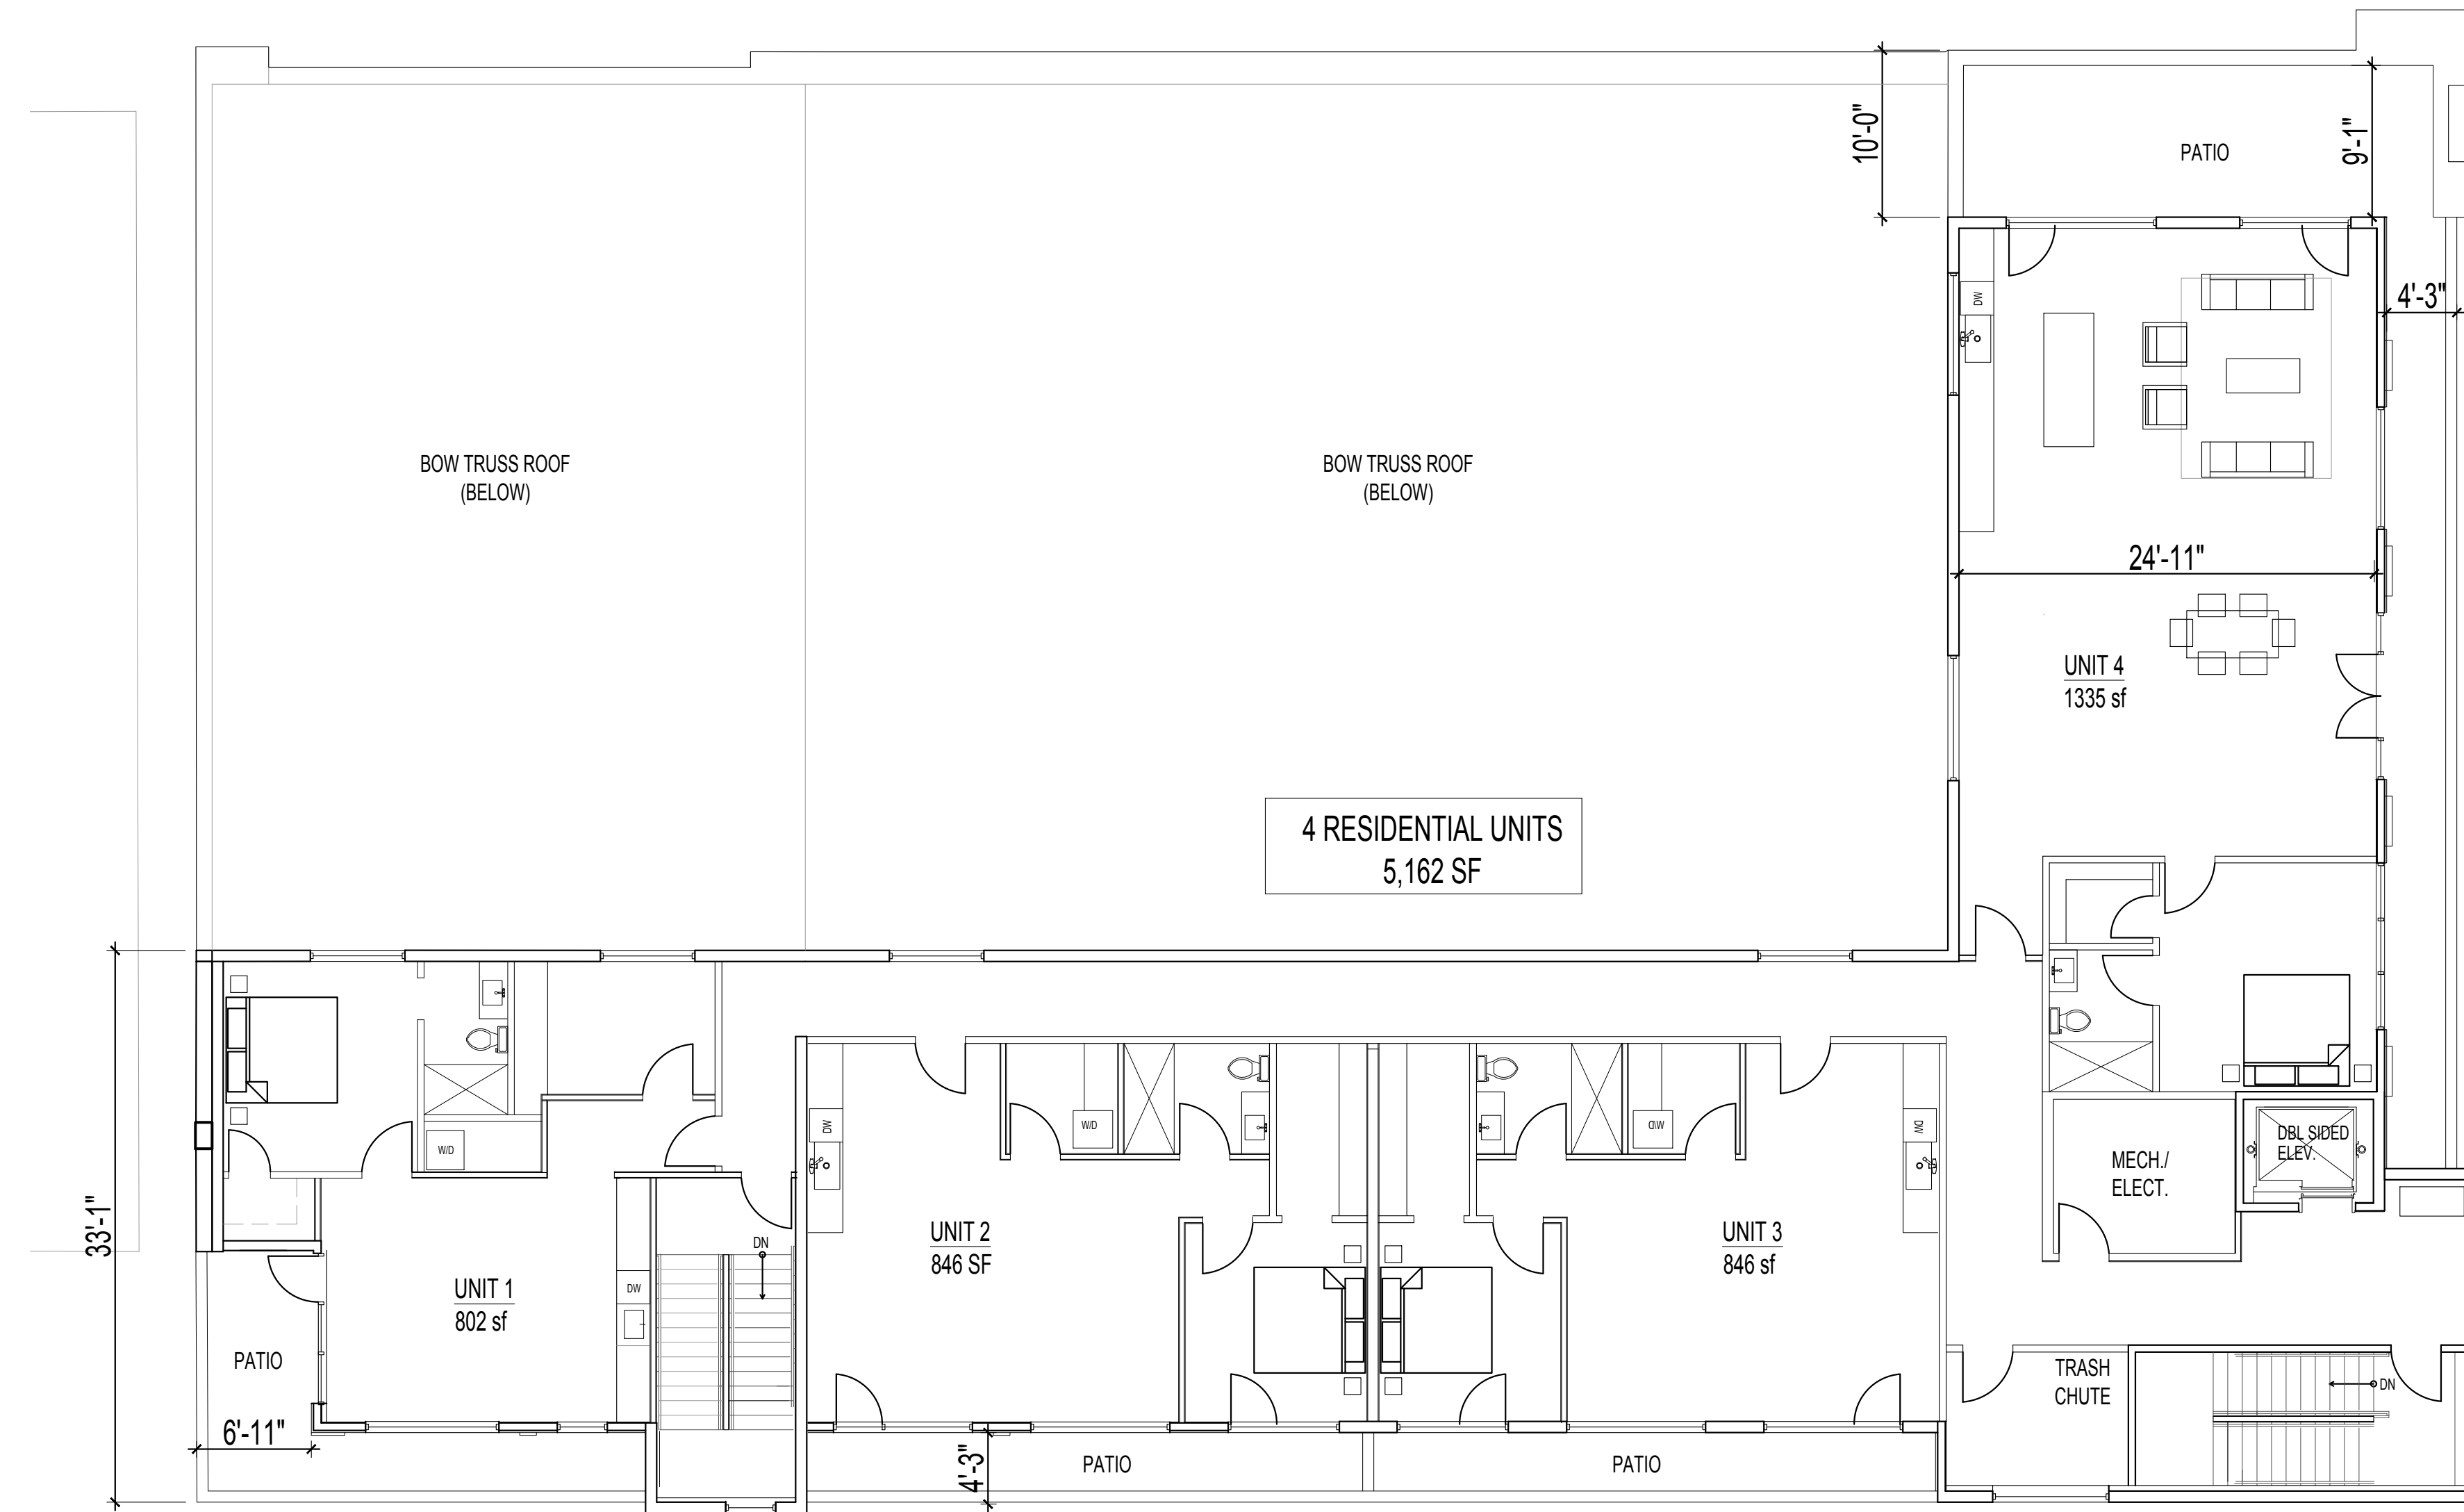 10'-0"
9'-1"
PATIO
DW
4'-3"
BOW TRUSS ROOF
(BELOW)
BOW TRUSS ROOF
(BELOW)
24'-11"
UNIT 4
1335 sf
4 RESIDENTIAL UNITS
5,162 SF
33'-1"
W/D
DW
W/D
W/D
DW
MECH./
ELECT.
DBL SIDED
ELEV.
UNIT 2
846 SF
UNIT 3
846 sf
DN
UNIT 1
802 sf
DW
PATIO
TRASH
CHUTE
DN
6'-11"
4'-3"
PATIO
PATIO